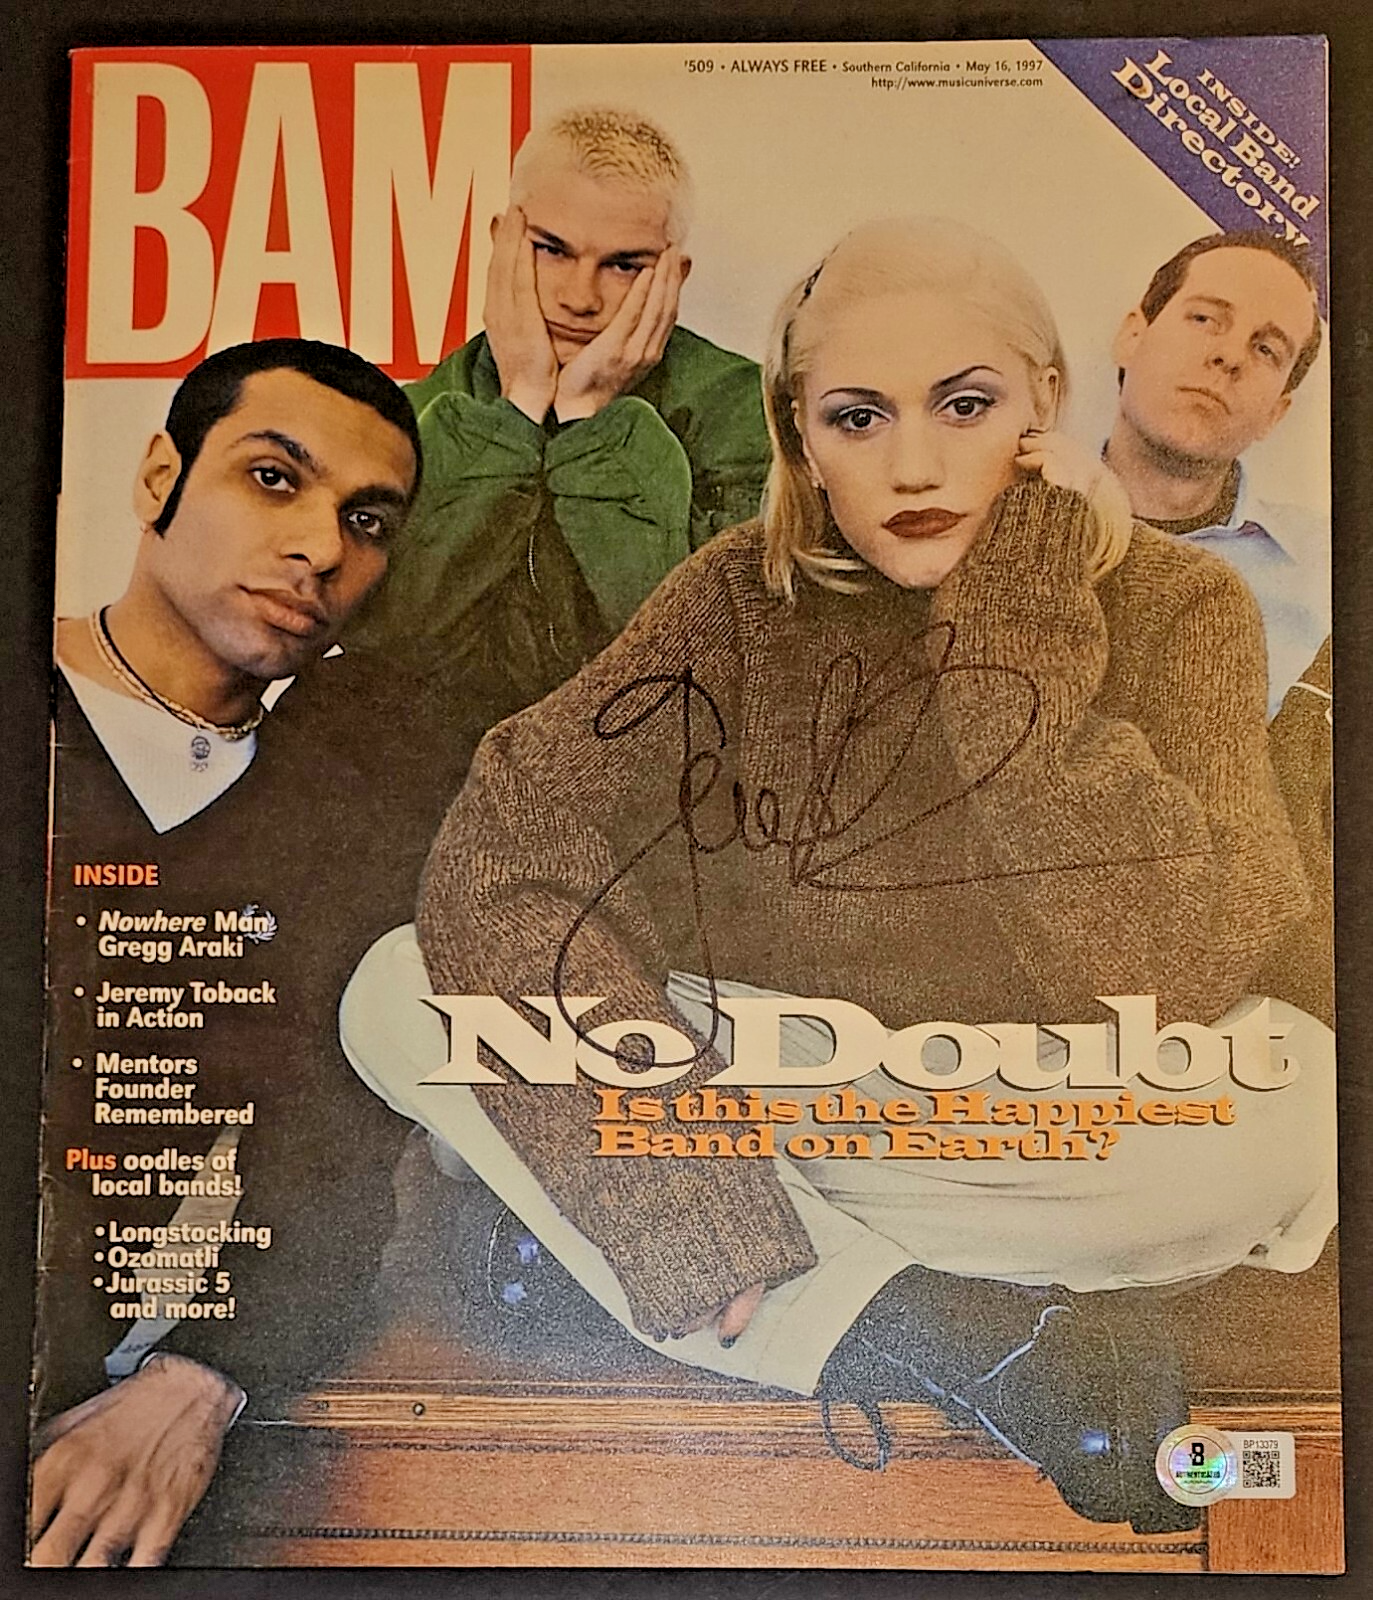 BAM
'509 • ALWAYS FREE • Southern California • May 16, 1997
http://www.musicuniverse.com
INSIDE!
Local Band
Directory
INSIDE
• Nowhere Man
Gregg Araki
• Jeremy Toback
in Action
• Mentors
Founder
Remembered
Plus oodles of
local bands!
• Longstocking
• Ozomatli
• Jurassic 5
and more!
No Doubt
Is this the Happiest
Band on Earth?
B
AUTHENTICATED
BP13379